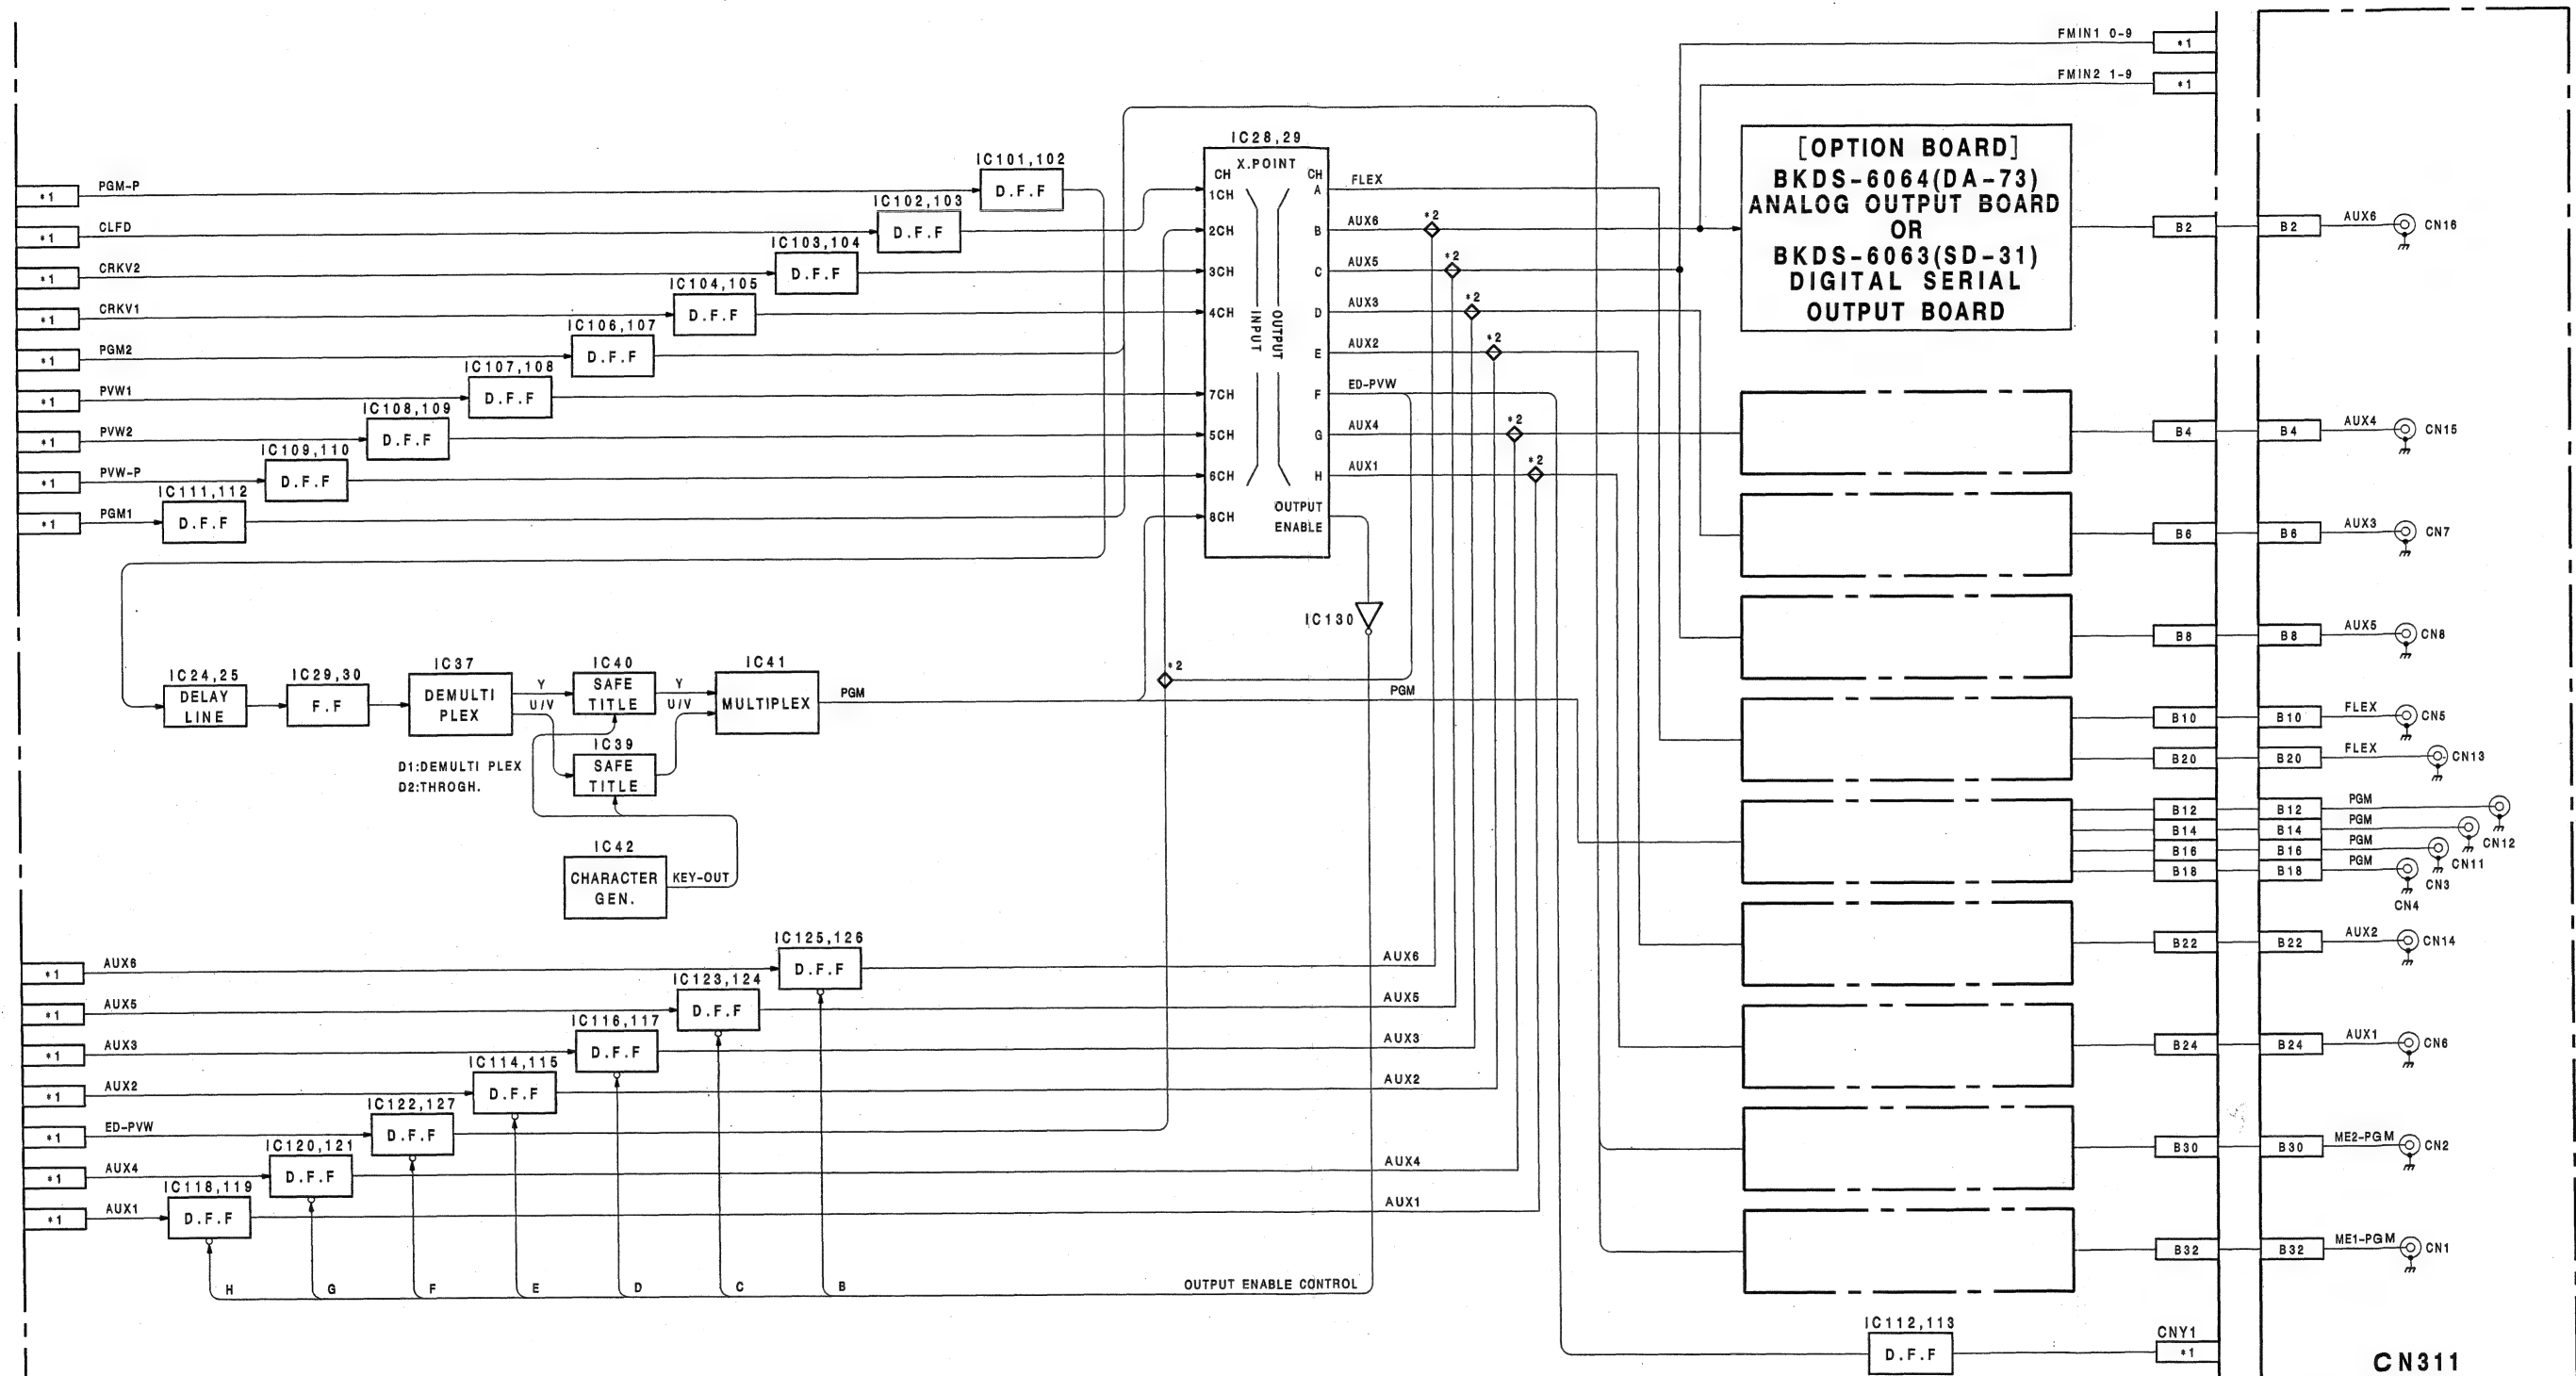 FMIN1 0-9
*1
FMIN2 1-9
*1
[OPTION BOARD]
BKDS-6064(DA-73)
ANALOG OUTPUT BOARD
OR
BKDS-6063(SD-31)
DIGITAL SERIAL
OUTPUT BOARD
IC28,29
X.POINT
CH
CH
1CH
2CH
3CH
4CH
7CH
5CH
6CH
8CH
INPUT
OUTPUT
A
B
C
D
E
F
G
H
OUTPUT
ENABLE
*1
PGM-P
IC101,102
D.F.F
*1
CLFD
IC102,103
D.F.F
*1
CRKV2
IC103,104
D.F.F
*1
CRKV1
IC104,105
D.F.F
*1
PGM2
IC106,107
D.F.F
*1
PVW1
IC107,108
D.F.F
*1
PVW2
IC108,109
D.F.F
*1
PVW-P
IC109,110
D.F.F
*1
PGM1
IC111,112
D.F.F
FLEX
AUX6
*2
AUX5
*2
AUX3
*2
AUX2
*2
ED-PVW
AUX4
*2
AUX1
*2
IC130
IC24,25
DELAY
LINE
IC29,30
F.F
IC37
DEMULTI
PLEX
Y
U/V
IC40
SAFE
TITLE
Y
U/V
IC41
MULTIPLEX
PGM
*2
PGM
IC39
SAFE
TITLE
D1:DEMULTI PLEX
D2:THROGH.
IC42
CHARACTER
GEN.
KEY-OUT
*1
AUX6
IC125,126
D.F.F
AUX6
*1
AUX5
IC123,124
D.F.F
AUX5
*1
AUX3
IC116,117
D.F.F
AUX3
*1
AUX2
IC114,115
D.F.F
AUX2
*1
ED-PVW
IC122,127
D.F.F
*1
AUX4
IC120,121
D.F.F
AUX4
*1
AUX1
IC118,119
D.F.F
AUX1
H
G
F
E
D
C
B
OUTPUT ENABLE CONTROL
B2
B2
AUX6
CN16
B4
B4
AUX4
CN15
B6
B6
AUX3
CN7
B8
B8
AUX5
CN8
B10
B10
FLEX
CN5
B20
B20
FLEX
CN13
B12
B12
PGM
B14
B14
PGM
CN12
B16
B16
PGM
CN11
B18
B18
PGM
CN3
CN4
B22
B22
AUX2
CN14
B24
B24
AUX1
CN6
B30
B30
ME2-PGM
CN2
B32
B32
ME1-PGM
CN1
IC112,113
D.F.F
CNY1
*1
CN311